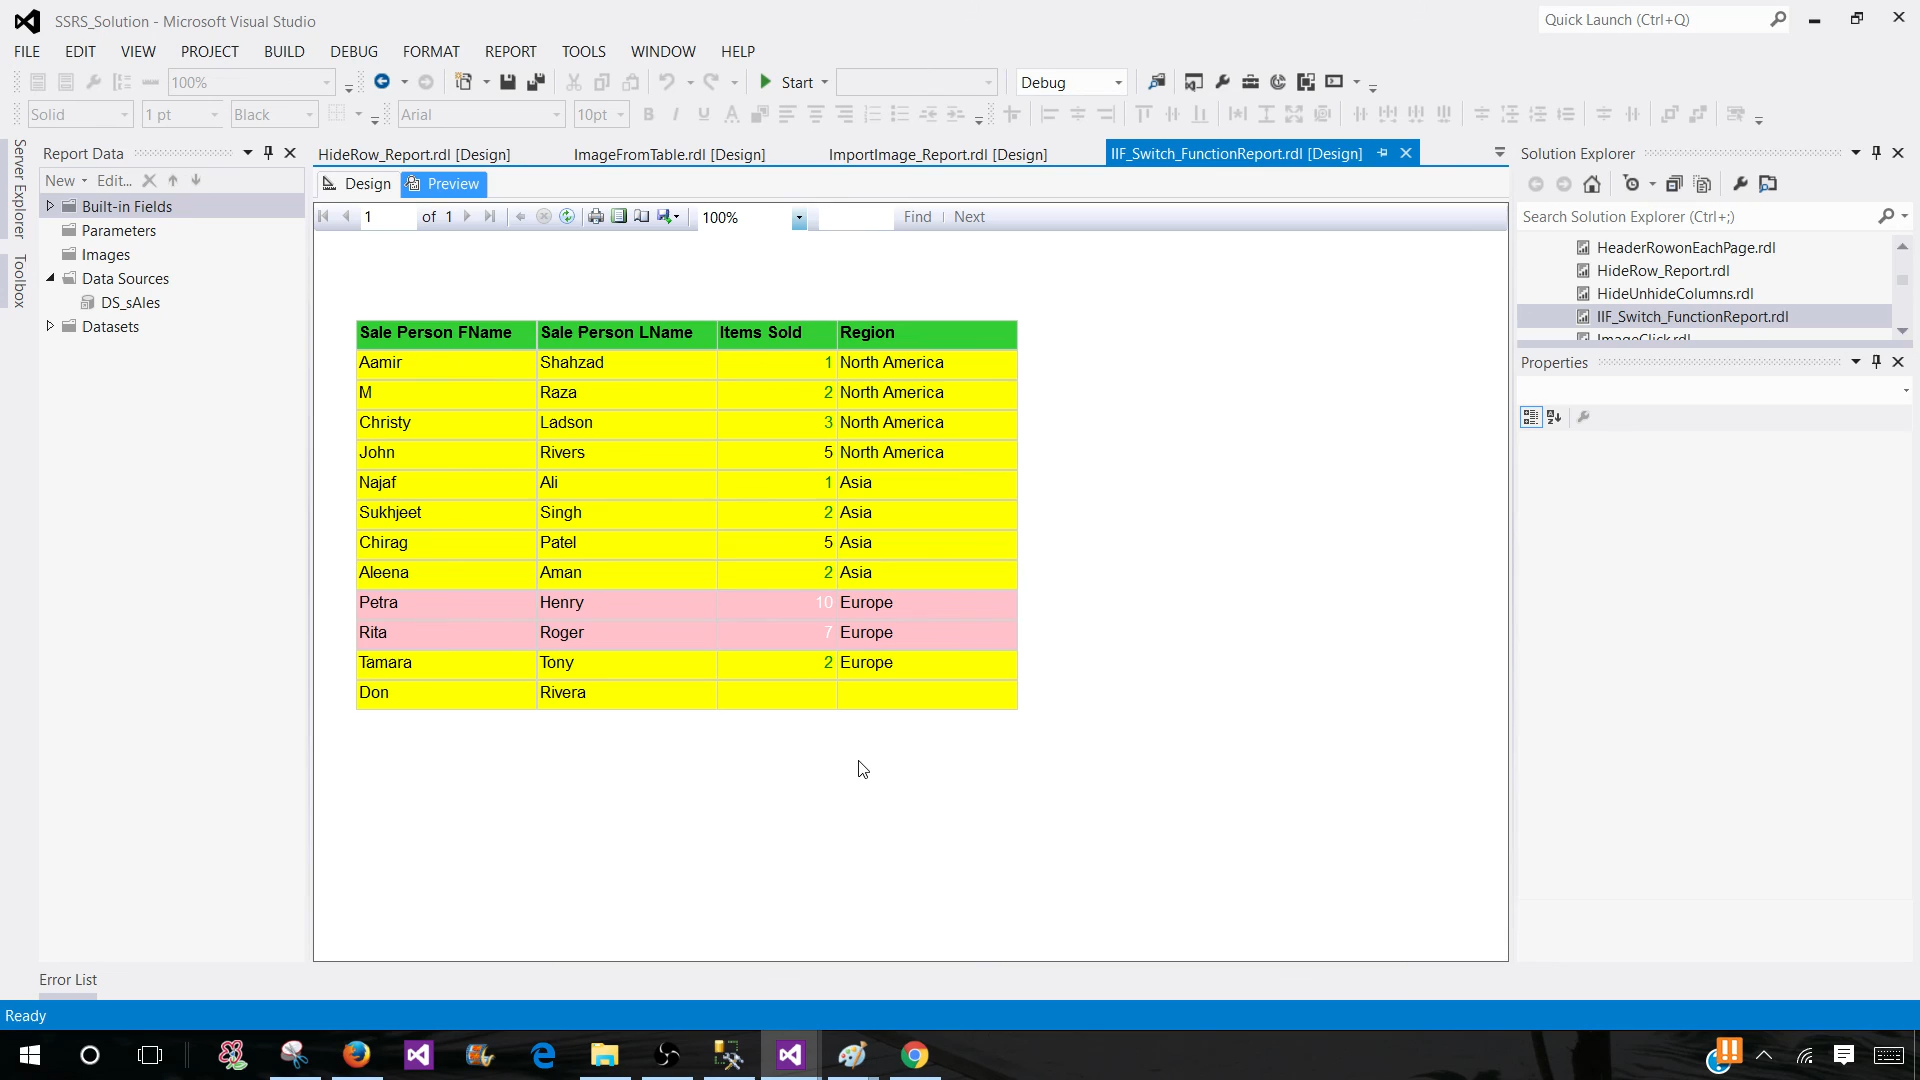 SSRS_Solution - Microsoft Visual Studio
Quick Launch (Ctrl+Q)
FILE EDIT VIEW PROJECT BUILD DEBUG FORMAT REPORT TOOLS WINDOW HELP
100% Start Debug
Solid 1 pt Black Arial 10pt B I U A
Server Explorer
Toolbox
Report Data
New Edit...
Built-in Fields
Parameters
Images
Data Sources
DS_sAles
Datasets
HideRow_Report.rdl [Design] ImageFromTable.rdl [Design] ImportImage_Report.rdl [Design] IIF_Switch_FunctionReport.rdl [Design]
Design Preview
1 of 1 100% Find Next
Sale Person FName Sale Person LName Items Sold Region
Aamir Shahzad 1 North America
M Raza 2 North America
Christy Ladson 3 North America
John Rivers 5 North America
Najaf Ali 1 Asia
Sukhjeet Singh 2 Asia
Chirag Patel 5 Asia
Aleena Aman 2 Asia
Petra Henry 10 Europe
Rita Roger 7 Europe
Tamara Tony 2 Europe
Don Rivera
Solution Explorer
Search Solution Explorer (Ctrl+;)
HeaderRowonEachPage.rdl
HideRow_Report.rdl
HideUnhideColumns.rdl
IIF_Switch_FunctionReport.rdl
ImageClick.rdl
Properties
Error List
Ready